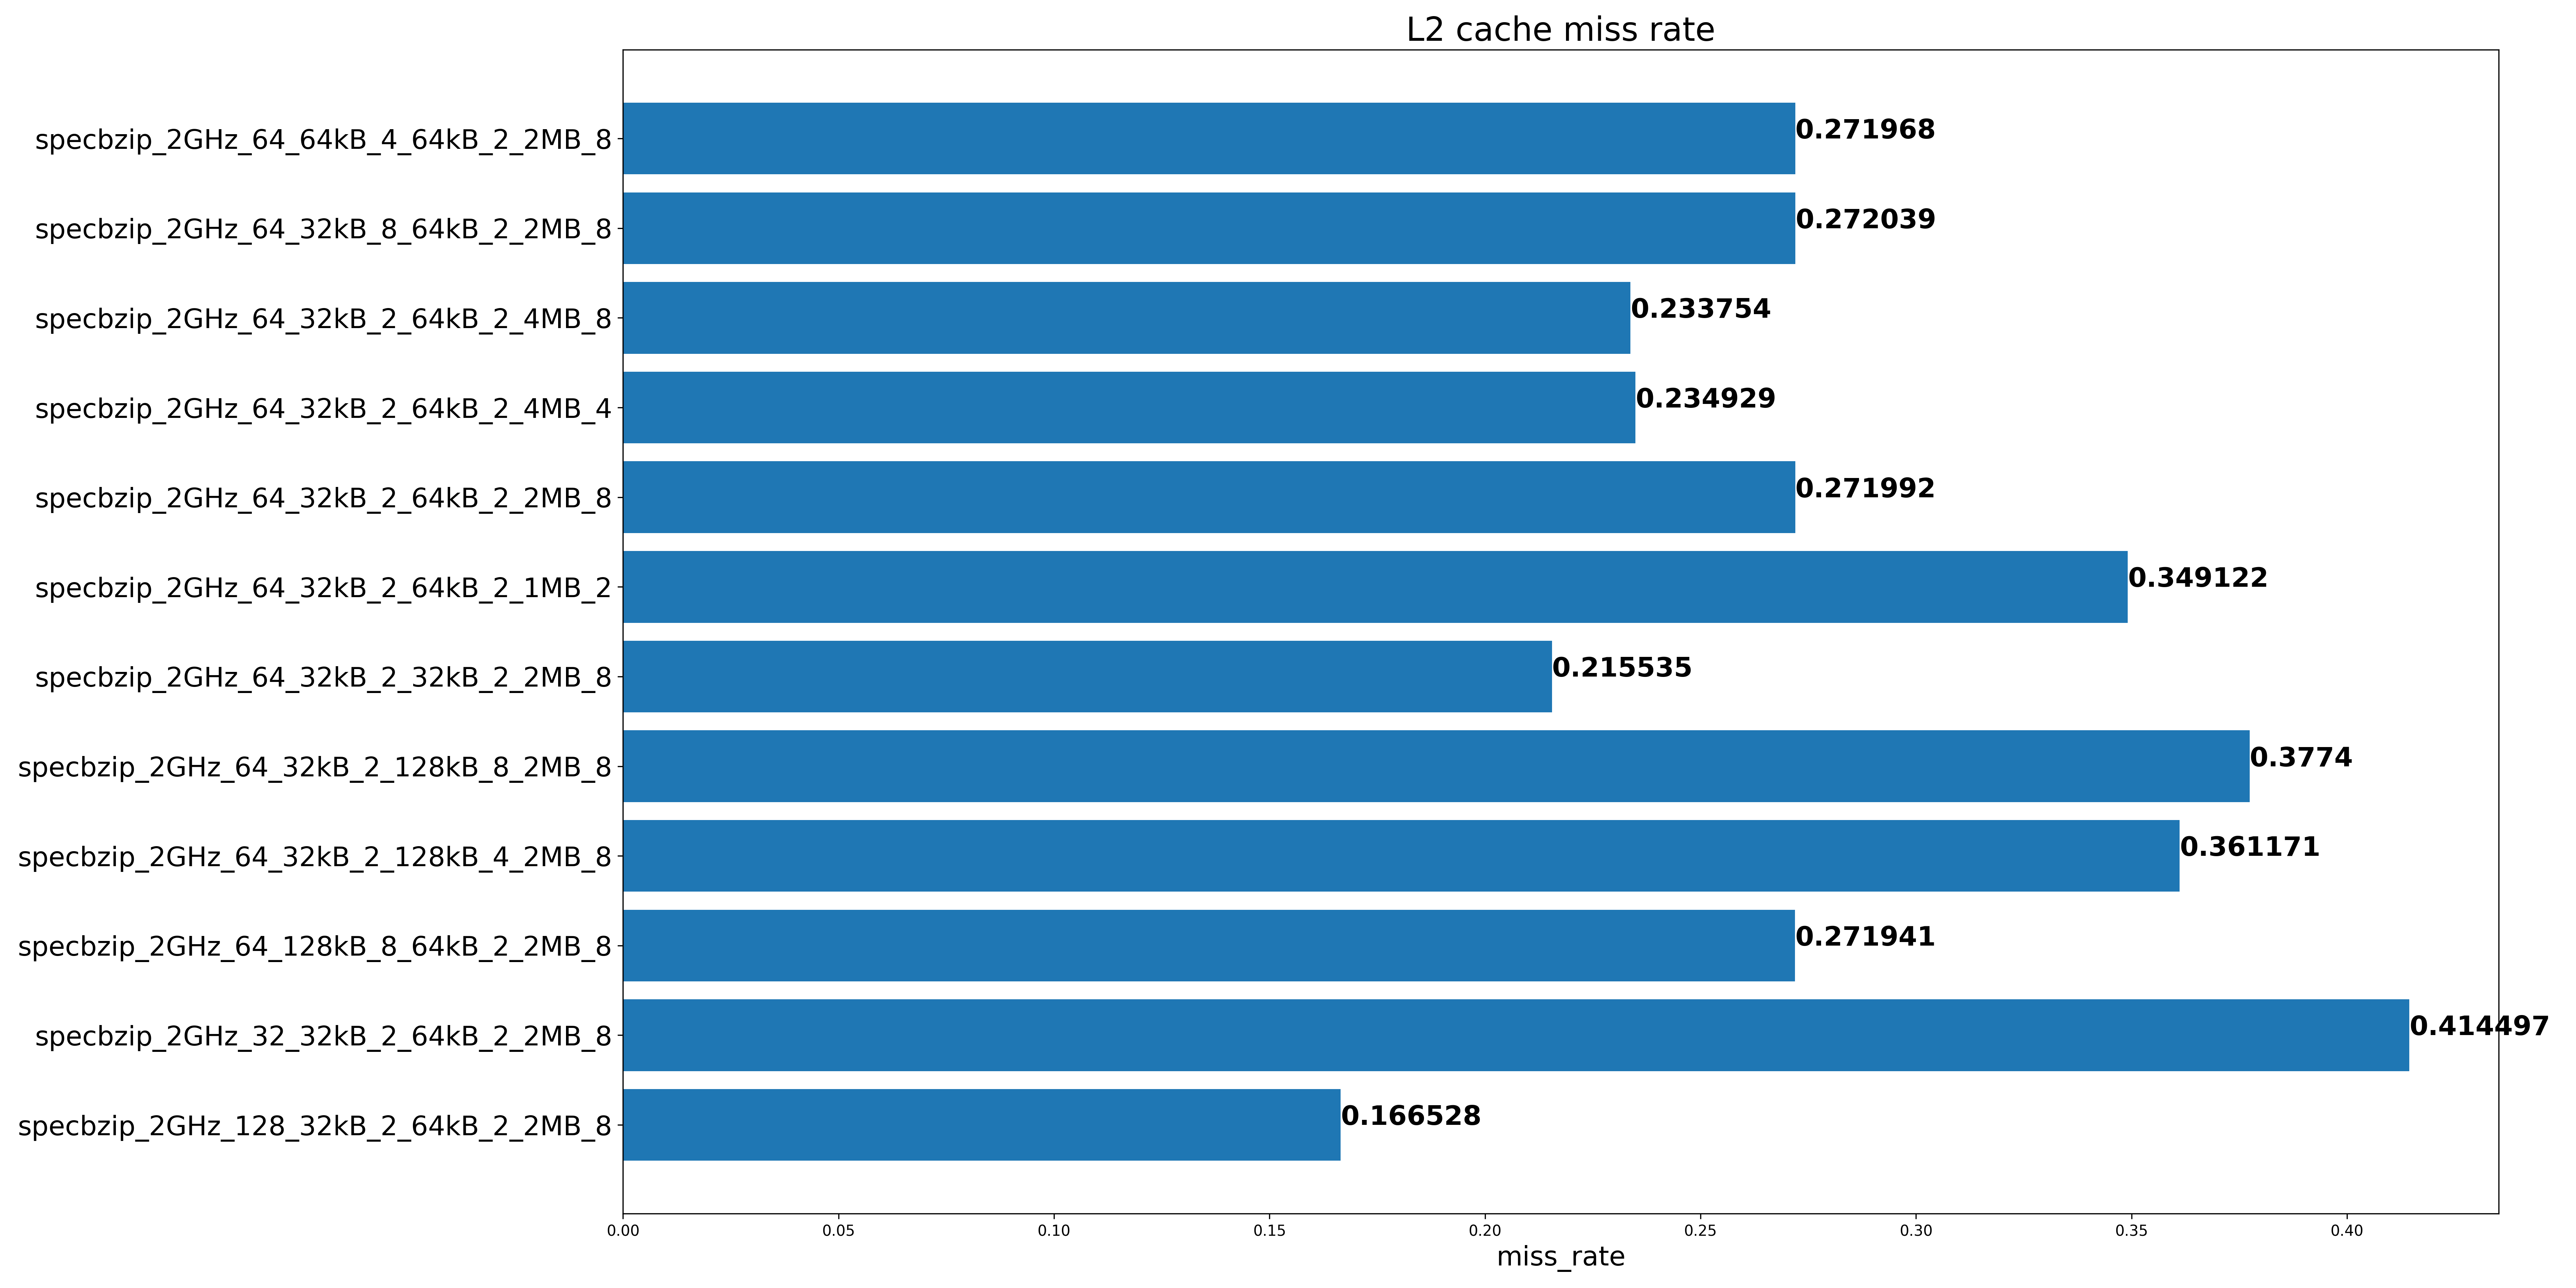 L2 cache miss rate
specbzip_2GHz_64_64kB_4_64kB_2_2MB_8 0.271968
specbzip_2GHz_64_32kB_8_64kB_2_2MB_8 0.272039
specbzip_2GHz_64_32kB_2_64kB_2_4MB_8 0.233754
specbzip_2GHz_64_32kB_2_64kB_2_4MB_4 0.234929
specbzip_2GHz_64_32kB_2_64kB_2_2MB_8 0.271992
specbzip_2GHz_64_32kB_2_64kB_2_1MB_2 0.349122
specbzip_2GHz_64_32kB_2_32kB_2_2MB_8 0.215535
specbzip_2GHz_64_32kB_2_128kB_8_2MB_8 0.3774
specbzip_2GHz_64_32kB_2_128kB_4_2MB_8 0.361171
specbzip_2GHz_64_128kB_8_64kB_2_2MB_8 0.271941
specbzip_2GHz_32_32kB_2_64kB_2_2MB_8 0.414497
specbzip_2GHz_128_32kB_2_64kB_2_2MB_8 0.166528
0.00 0.05 0.10 0.15 0.20 0.25 0.30 0.35 0.40
miss_rate